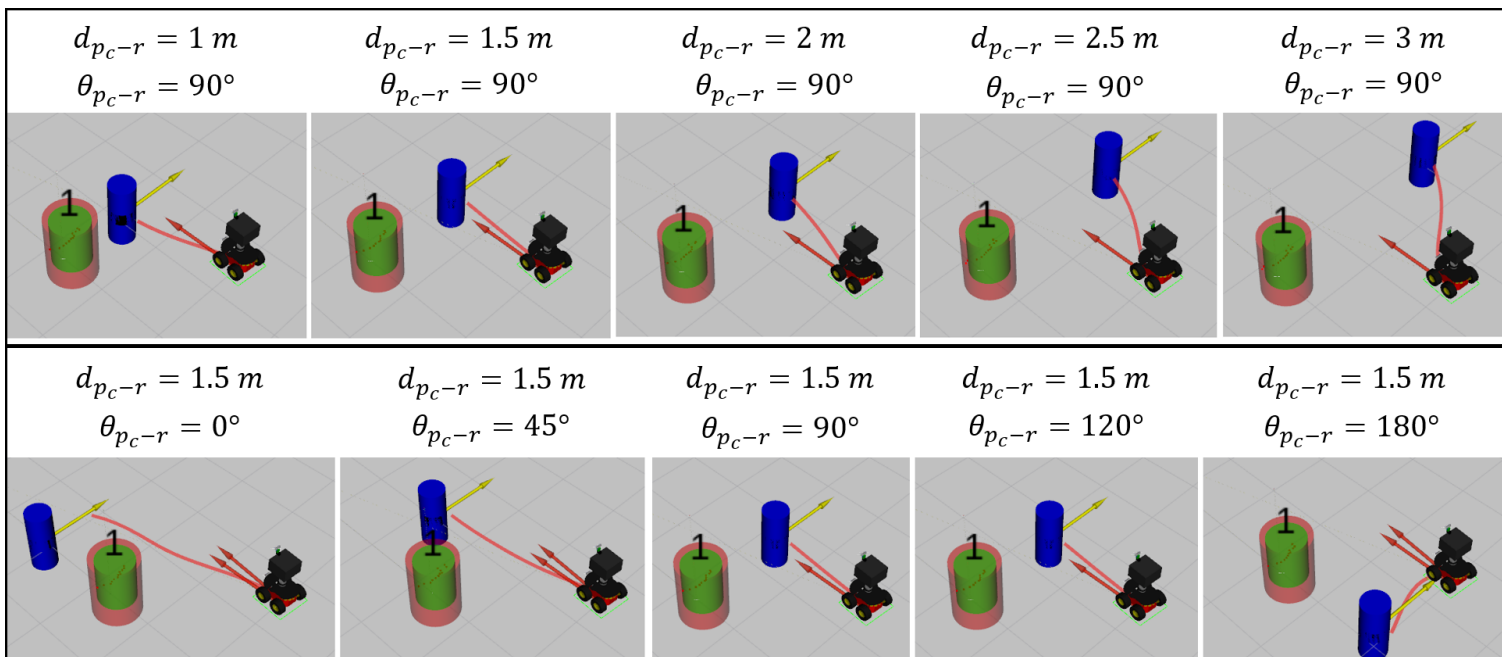 d_{p_c-r} = 1 m
θ_{p_c-r} = 90°
d_{p_c-r} = 1.5 m
θ_{p_c-r} = 90°
d_{p_c-r} = 2 m
θ_{p_c-r} = 90°
d_{p_c-r} = 2.5 m
θ_{p_c-r} = 90°
d_{p_c-r} = 3 m
θ_{p_c-r} = 90°
1
1
1
1
1
d_{p_c-r} = 1.5 m
θ_{p_c-r} = 0°
d_{p_c-r} = 1.5 m
θ_{p_c-r} = 45°
d_{p_c-r} = 1.5 m
θ_{p_c-r} = 90°
d_{p_c-r} = 1.5 m
θ_{p_c-r} = 120°
d_{p_c-r} = 1.5 m
θ_{p_c-r} = 180°
1
1
1
1
1